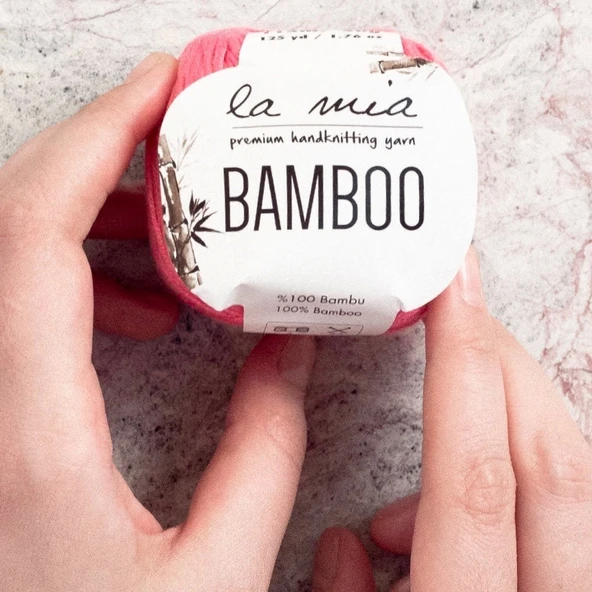 125 yd / 1.76 oz
la mia
premium handknitting yarn
BAMBOO
%100 Bambu
100% Bamboo